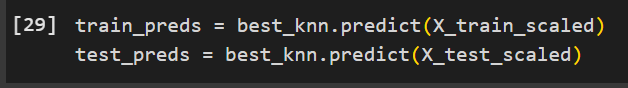 [29] train_preds = best_knn.predict(X_train_scaled)
test_preds = best_knn.predict(X_test_scaled)